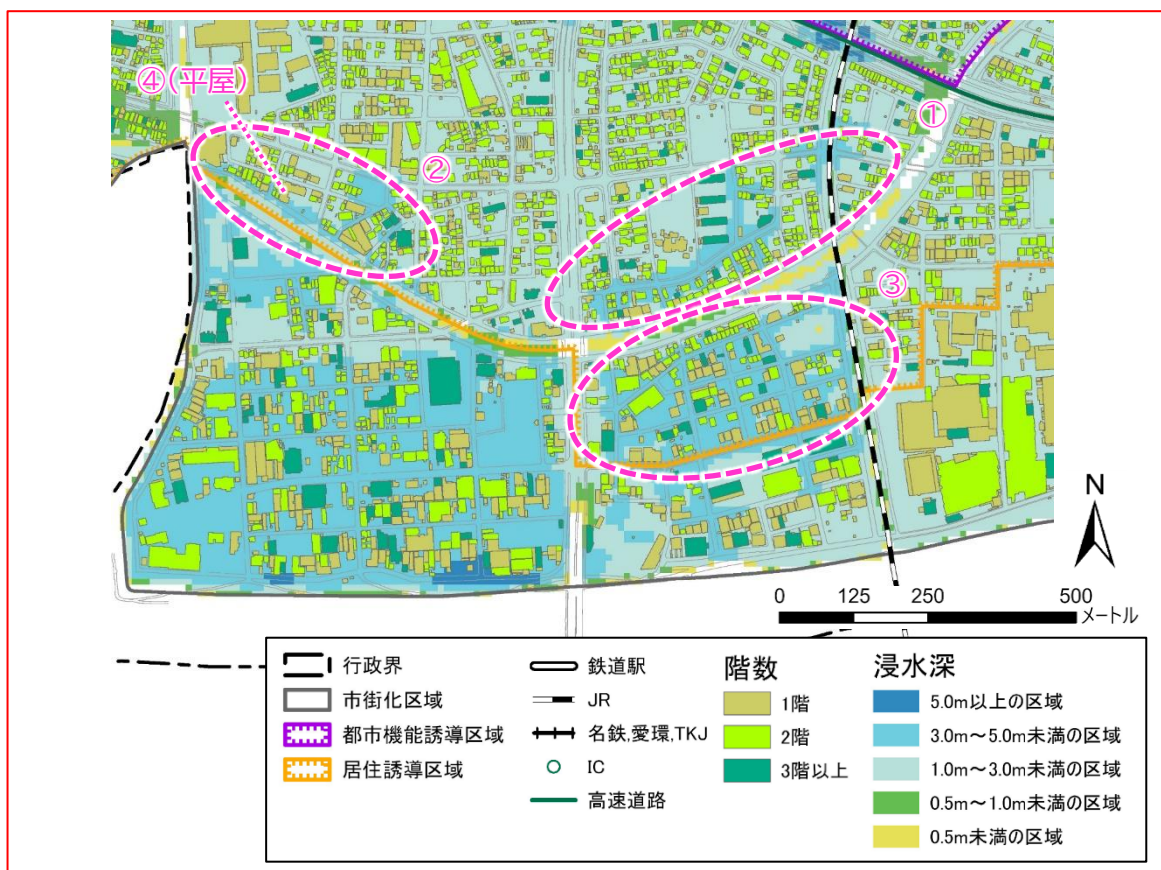 ④(平屋)
①
②
③
N
0 125 250 500
メートル
行政界
市街化区域
都市機能誘導区域
居住誘導区域
鉄道駅
JR
名鉄,愛環,TKJ
IC
高速道路
階数
1階
2階
3階以上
浸水深
5.0m以上の区域
3.0m～5.0m未満の区域
1.0m～3.0m未満の区域
0.5m～1.0m未満の区域
0.5m未満の区域